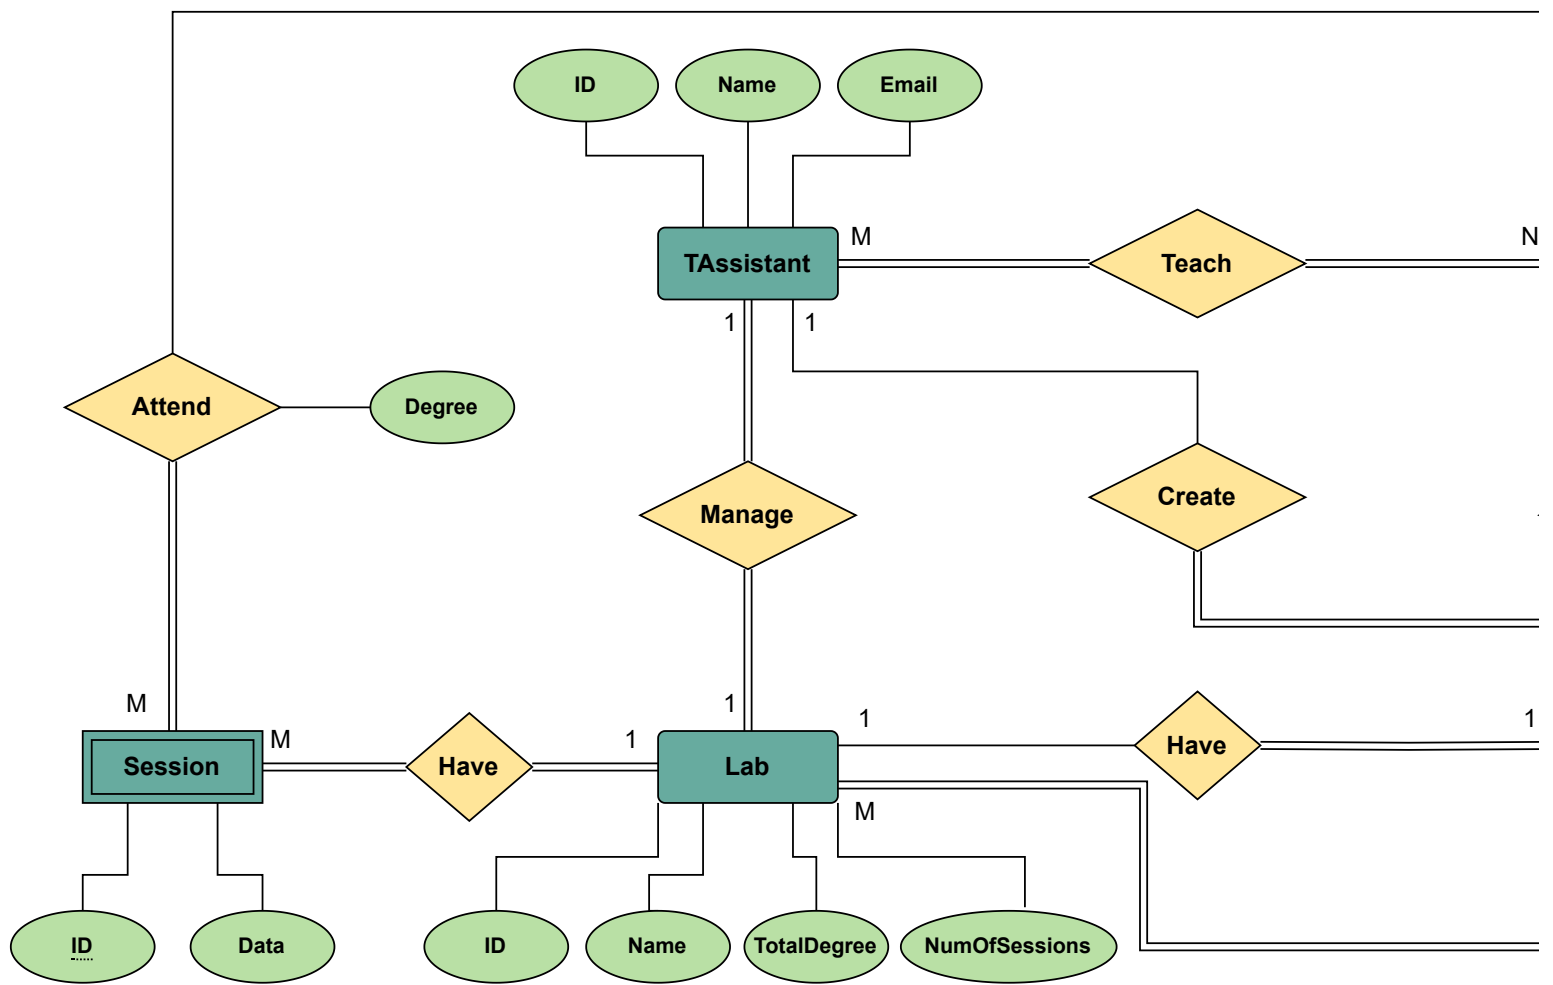 ID
Name
Email
M
N
TAssistant
Teach
1
1
Attend
Degree
Create
Manage
M
1
1
1
M
1
Session
Have
Lab
Have
M
ID
Data
ID
Name
TotalDegree
NumOfSessions